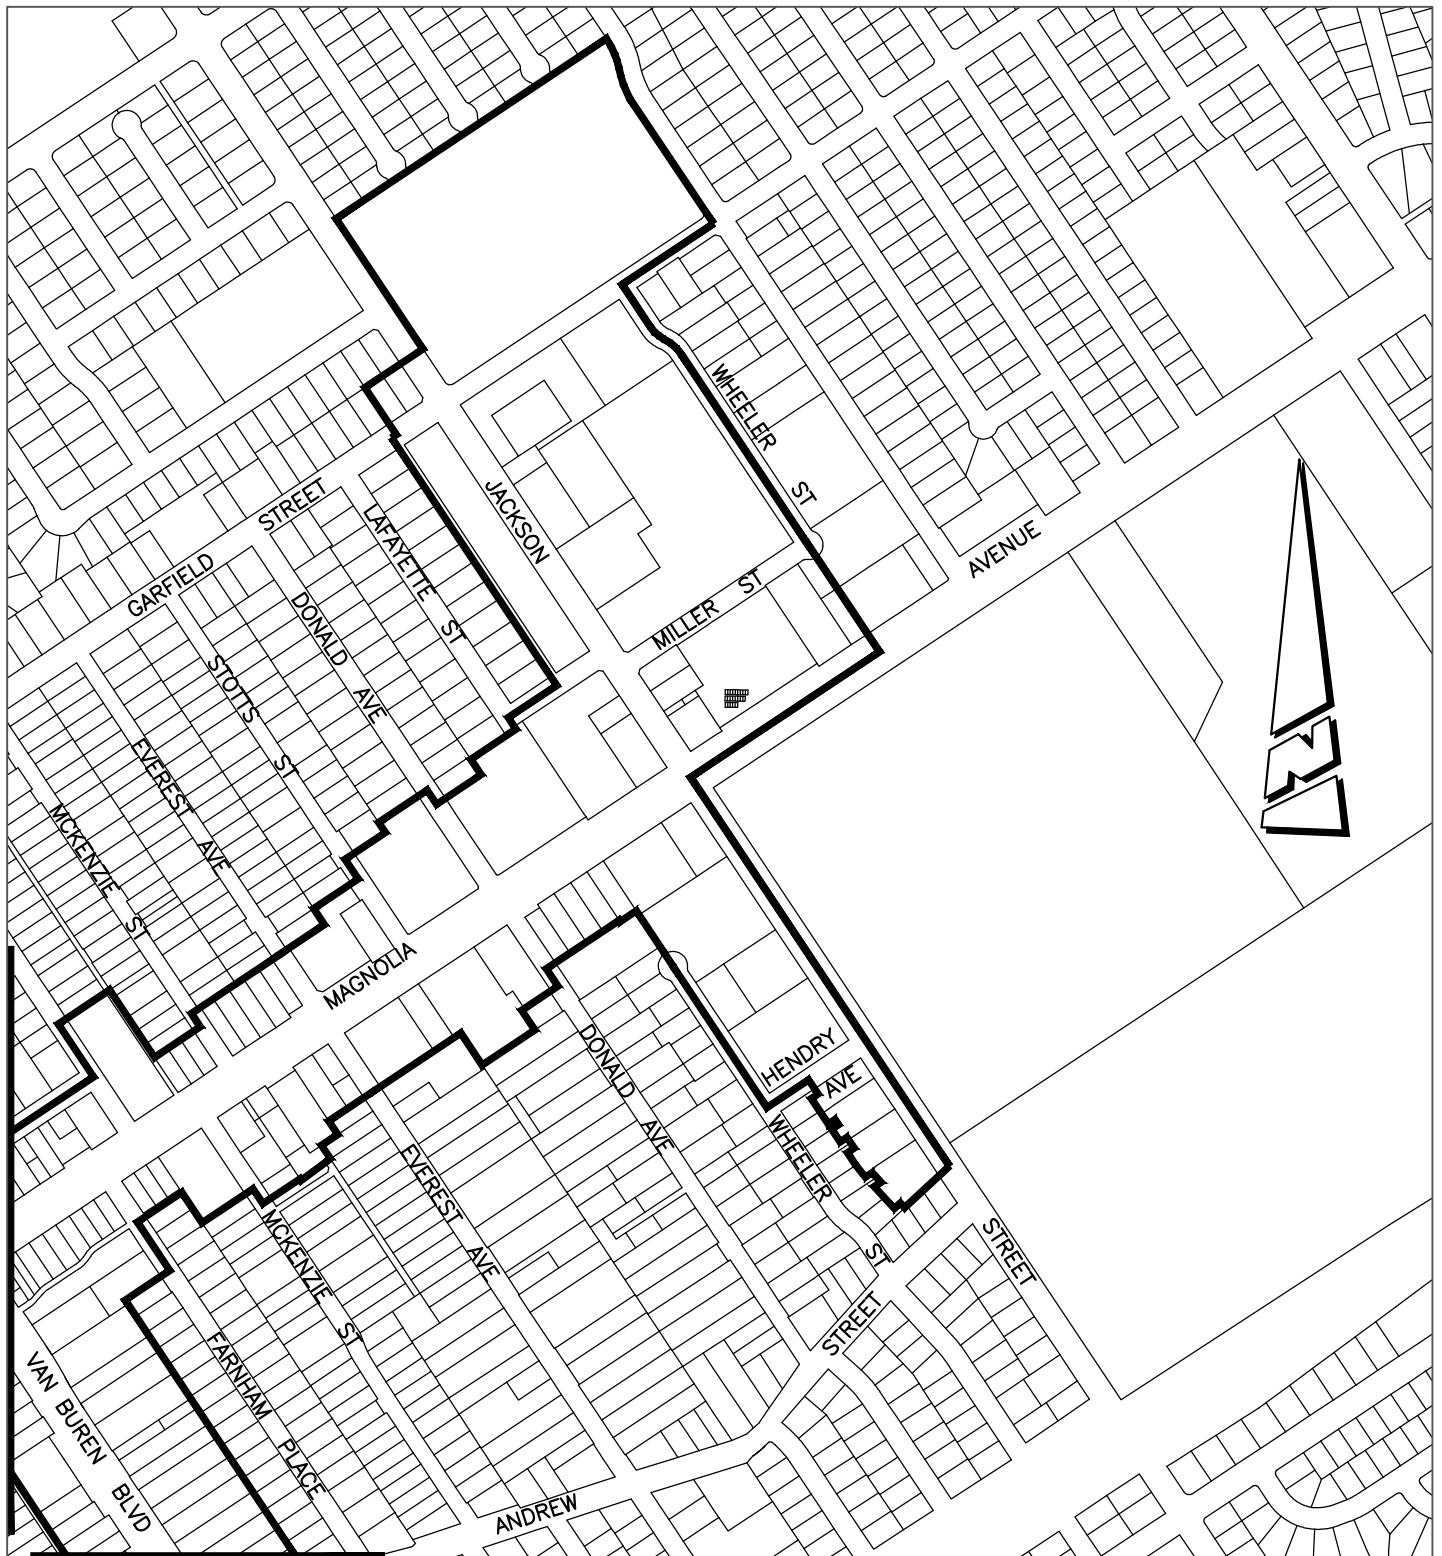 WHEELER ST
JACKSON
STREET
GARFIELD
LAFAYETTE ST
AVENUE
MILLER ST
DONALD AVE
STOTTS ST
EVEREST AVE
MCKENZIE ST
N
MAGNOLIA
DONALD AVE
HENDRY AVE
WHEELER ST
EVEREST AVE
MCKENZIE ST
STREET
STREET
FARNHAM PLACE
VAN BUREN BLVD
ANDREW